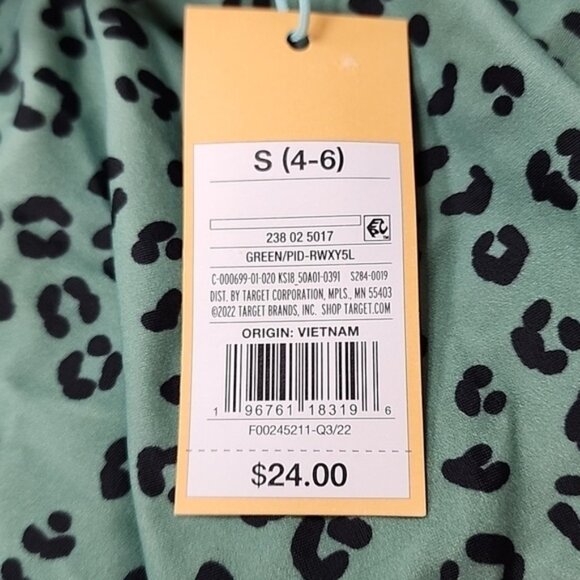 S (4-6)
238 02 5017
GREEN/PID-RWXY5L
C-000699-01-020 KS18_50A01-0391 S284-0019
DIST. BY TARGET CORPORATION, MPLS., MN 55403
©2022 TARGET BRANDS, INC. SHOP TARGET.COM
ORIGIN: VIETNAM
1 96761 18319 6
F00245211-Q3/22
$24.00